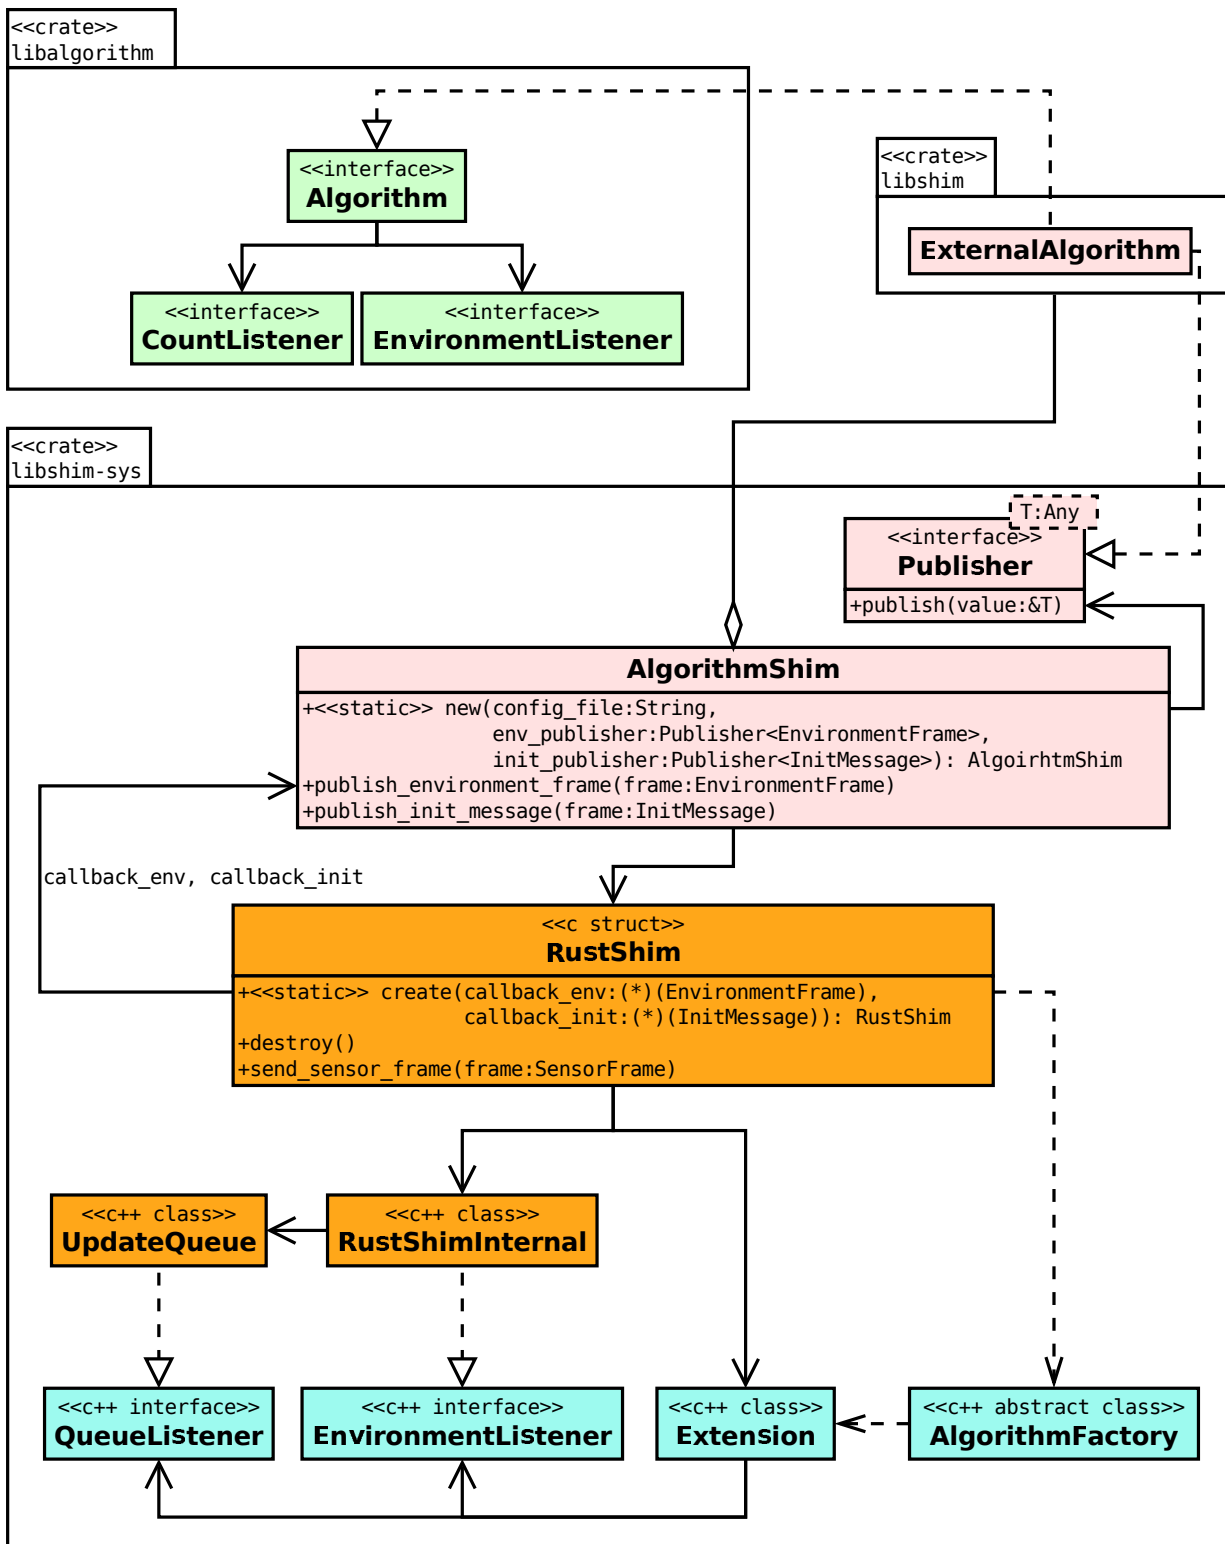 <<crate>>
libalgorithm
<<interface>>
Algorithm
<<interface>>
CountListener
<<interface>>
EnvironmentListener
<<crate>>
libshim
ExternalAlgorithm
<<crate>>
libshim-sys
T:Any
<<interface>>
Publisher
+publish(value:&T)
AlgorithmShim
+<<static>> new(config_file:String,
env_publisher:Publisher<EnvironmentFrame>,
init_publisher:Publisher<InitMessage>): AlgoirhtmShim
+publish_environment_frame(frame:EnvironmentFrame)
+publish_init_message(frame:InitMessage)
callback_env, callback_init
<<c struct>>
RustShim
+<<static>> create(callback_env:(*)(EnvironmentFrame),
callback_init:(*)(InitMessage)): RustShim
+destroy()
+send_sensor_frame(frame:SensorFrame)
<<c++ class>>
UpdateQueue
<<c++ class>>
RustShimInternal
<<c++ interface>>
QueueListener
<<c++ interface>>
EnvironmentListener
<<c++ class>>
Extension
<<c++ abstract class>>
AlgorithmFactory